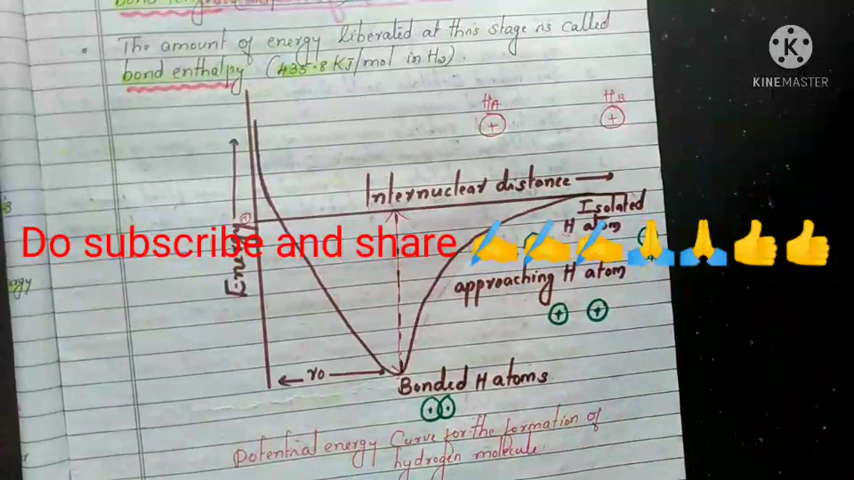 The amount of energy liberated at this stage is called
bond enthalpy (435.8 KJ/mol in H₂).
KINEMASTER
HA
HB
+
+
Internuclear distance
Isolated
H atom
Energy
Do subscribe and share ✍✍✍🙏🙏👍👍
approaching H atom
+
+
r₀
Bonded H atoms
+
+
Potential energy Curve for the formation of
hydrogen molecule.